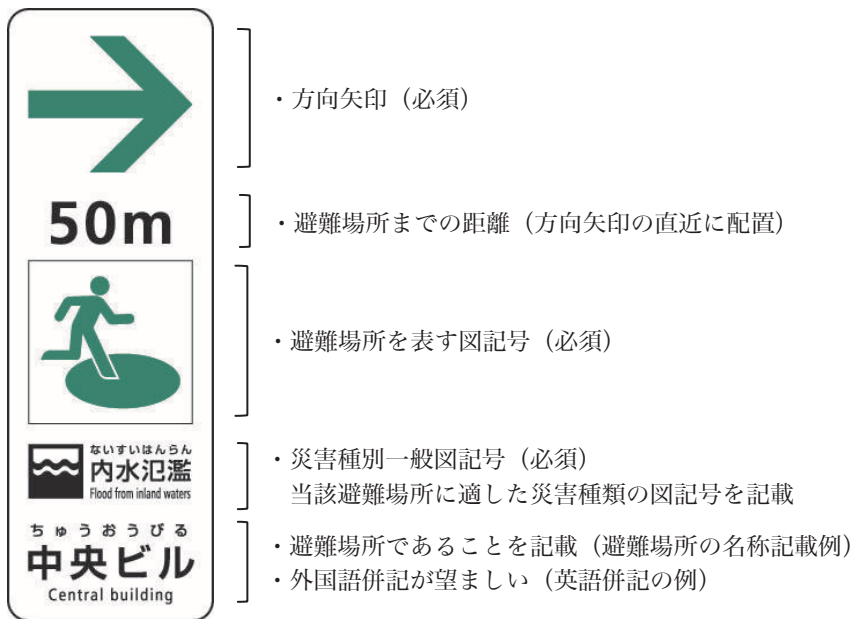 ・方向矢印（必須）
50m
・避難場所までの距離（方向矢印の直近に配置）
・避難場所を表す図記号（必須）
ないすいはんらん
内水氾濫
Flood from inland waters
・災害種別一般図記号（必須）
当該避難場所に適した災害種類の図記号を記載
ちゅうおうびる
中央ビル
Central building
・避難場所であることを記載（避難場所の名称記載例）
・外国語併記が望ましい（英語併記の例）